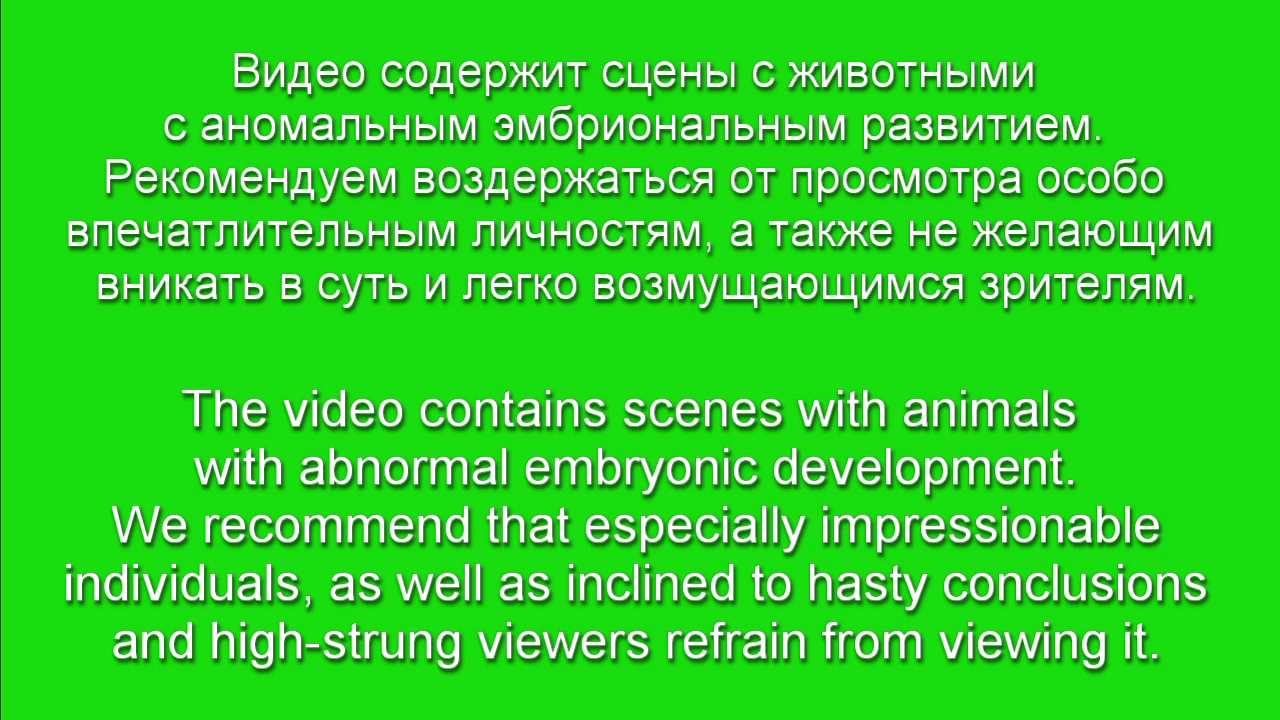 Видео содержит сцены с животными
с аномальным эмбриональным развитием.
Рекомендуем воздержаться от просмотра особо
впечатлительным личностям, а также не желающим
вникать в суть и легко возмущающимся зрителям.
The video contains scenes with animals
with abnormal embryonic development.
We recommend that especially impressionable
individuals, as well as inclined to hasty conclusions
and high-strung viewers refrain from viewing it.